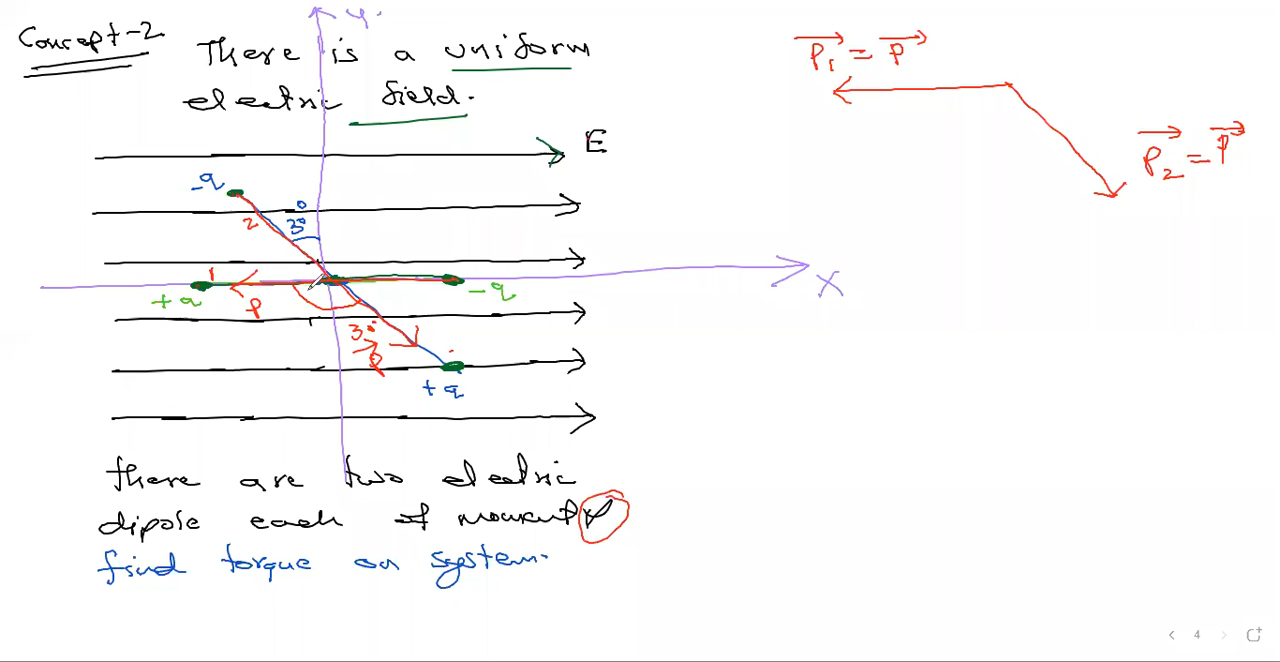 Concept-2
There is a uniform
electric field.
Y
E
-q
30°
2
1
+q
P
-q
X
30°
+q
there are two electric
dipole each of moment P
find torque on system.
P₁ = P
P₂ = P
4